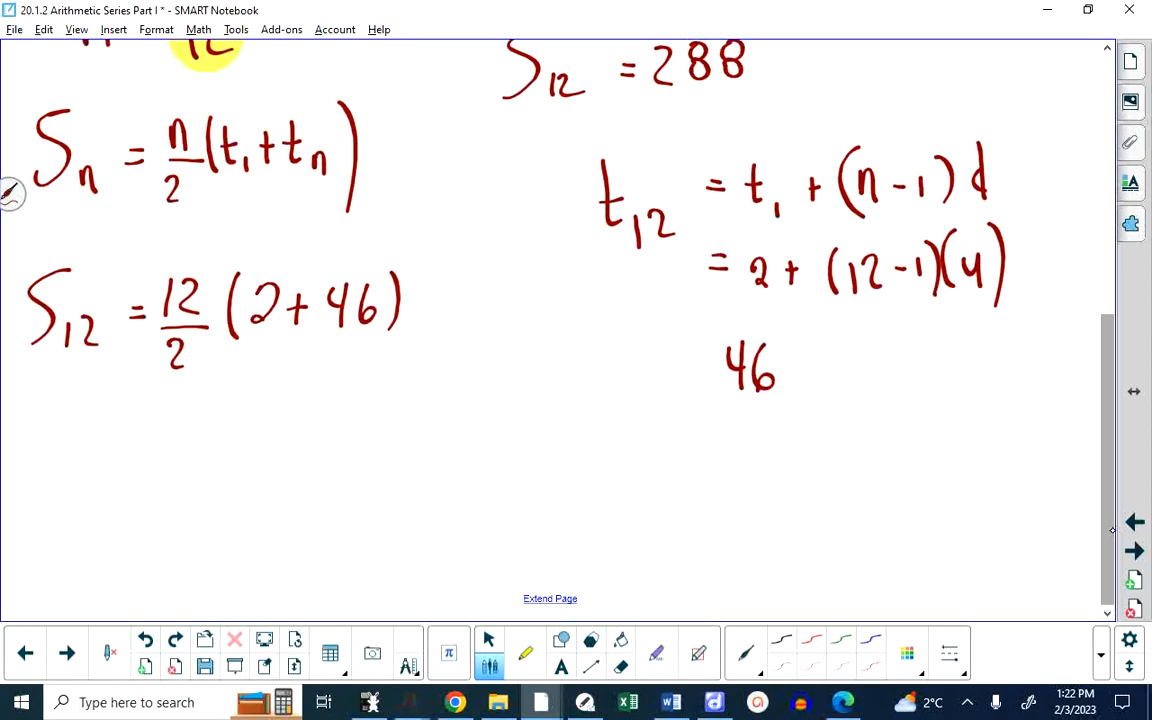 20.1.2 Arithmetic Series Part I * - SMART Notebook
File Edit View Insert Format Math Tools Add-ons Account Help
12
S₁₂ = 288
Sₙ = n/2 (t₁ + tₙ)
t₁₂ = t₁ + (n - 1) d
= 2 + (12 - 1)(4)
S₁₂ = 12/2 (2 + 46)
46
Extend Page
π
A
Type here to search
2°C
1:22 PM
2/3/2023